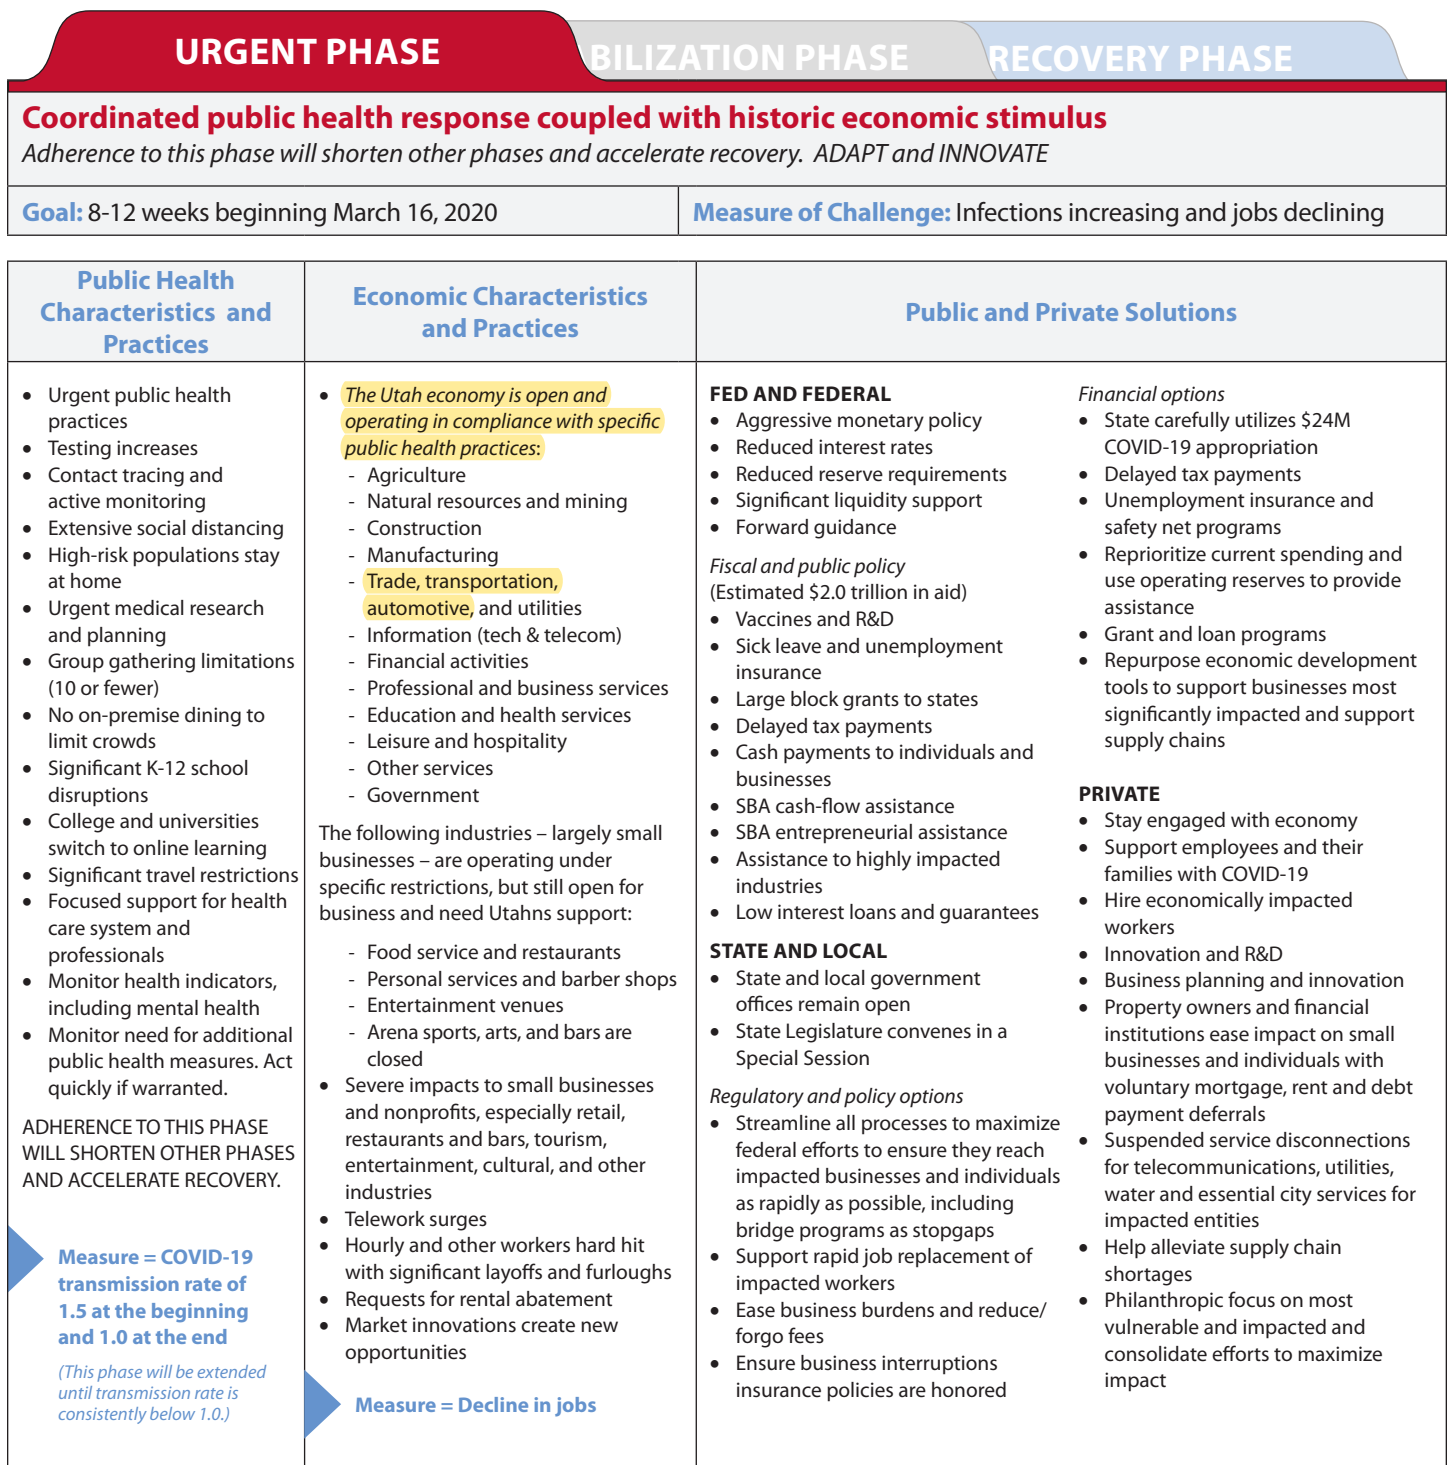 URGENT PHASE
BILIZATION PHASE
RECOVERY PHASE
Coordinated public health response coupled with historic economic stimulus
Adherence to this phase will shorten other phases and accelerate recovery. ADAPT and INNOVATE
Goal: 8-12 weeks beginning March 16, 2020
Measure of Challenge: Infections increasing and jobs declining
Public Health
Characteristics and
Practices
• Urgent public health
practices
• Testing increases
• Contact tracing and
active monitoring
• Extensive social distancing
• High-risk populations stay
at home
• Urgent medical research
and planning
• Group gathering limitations
(10 or fewer)
• No on-premise dining to
limit crowds
• Significant K-12 school
disruptions
• College and universities
switch to online learning
• Significant travel restrictions
• Focused support for health
care system and
professionals
• Monitor health indicators,
including mental health
• Monitor need for additional
public health measures. Act
quickly if warranted.
ADHERENCE TO THIS PHASE
WILL SHORTEN OTHER PHASES
AND ACCELERATE RECOVERY.
Measure = COVID-19
transmission rate of
1.5 at the beginning
and 1.0 at the end
(This phase will be extended
until transmission rate is
consistently below 1.0.)
Economic Characteristics
and Practices
• The Utah economy is open and
operating in compliance with specific
public health practices:
- Agriculture
- Natural resources and mining
- Construction
- Manufacturing
- Trade, transportation,
automotive, and utilities
- Information (tech & telecom)
- Financial activities
- Professional and business services
- Education and health services
- Leisure and hospitality
- Other services
- Government
The following industries – largely small
businesses – are operating under
specific restrictions, but still open for
business and need Utahns support:
- Food service and restaurants
- Personal services and barber shops
- Entertainment venues
- Arena sports, arts, and bars are
closed
• Severe impacts to small businesses
and nonprofits, especially retail,
restaurants and bars, tourism,
entertainment, cultural, and other
industries
• Telework surges
• Hourly and other workers hard hit
with significant layoffs and furloughs
• Requests for rental abatement
• Market innovations create new
opportunities
Measure = Decline in jobs
Public and Private Solutions
FED AND FEDERAL
• Aggressive monetary policy
• Reduced interest rates
• Reduced reserve requirements
• Significant liquidity support
• Forward guidance
Fiscal and public policy
(Estimated $2.0 trillion in aid)
• Vaccines and R&D
• Sick leave and unemployment
insurance
• Large block grants to states
• Delayed tax payments
• Cash payments to individuals and
businesses
• SBA cash-flow assistance
• SBA entrepreneurial assistance
• Assistance to highly impacted
industries
• Low interest loans and guarantees
STATE AND LOCAL
• State and local government
offices remain open
• State Legislature convenes in a
Special Session
Regulatory and policy options
• Streamline all processes to maximize
federal efforts to ensure they reach
impacted businesses and individuals
as rapidly as possible, including
bridge programs as stopgaps
• Support rapid job replacement of
impacted workers
• Ease business burdens and reduce/
forgo fees
• Ensure business interruptions
insurance policies are honored
Financial options
• State carefully utilizes $24M
COVID-19 appropriation
• Delayed tax payments
• Unemployment insurance and
safety net programs
• Reprioritize current spending and
use operating reserves to provide
assistance
• Grant and loan programs
• Repurpose economic development
tools to support businesses most
significantly impacted and support
supply chains
PRIVATE
• Stay engaged with economy
• Support employees and their
families with COVID-19
• Hire economically impacted
workers
• Innovation and R&D
• Business planning and innovation
• Property owners and financial
institutions ease impact on small
businesses and individuals with
voluntary mortgage, rent and debt
payment deferrals
• Suspended service disconnections
for telecommunications, utilities,
water and essential city services for
impacted entities
• Help alleviate supply chain
shortages
• Philanthropic focus on most
vulnerable and impacted and
consolidate efforts to maximize
impact